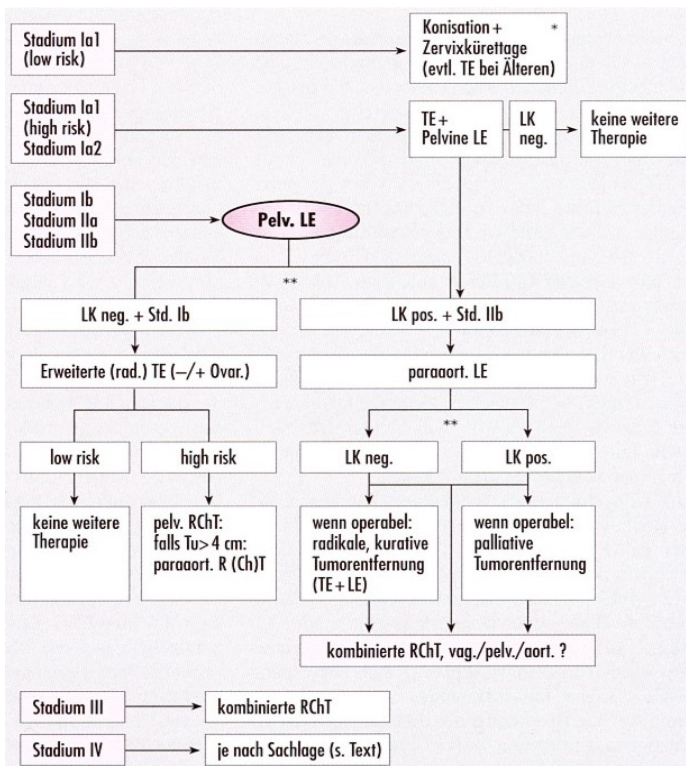 Stadium Ia1
(low risk)
Konisation + *
Zervixkürettage
(evtl. TE bei Älteren)
Stadium Ia1
(high risk)
Stadium Ia2
TE +
Pelvine LE
LK
neg.
keine weitere
Therapie
Stadium Ib
Stadium IIa
Stadium IIb
Pelv. LE
**
LK neg. + Std. Ib
LK pos. + Std. IIb
Erweiterte (rad.) TE (–/+ Ovar.)
paraaort. LE
**
low risk
high risk
LK neg.
LK pos.
keine weitere
Therapie
pelv. RChT:
falls Tu > 4 cm:
paraaort. R (Ch)T
wenn operabel:
radikale, kurative
Tumorentfernung
(TE + LE)
wenn operabel:
palliative
Tumorentfernung
kombinierte RChT, vag./pelv./aort. ?
Stadium III
kombinierte RChT
Stadium IV
je nach Sachlage (s. Text)